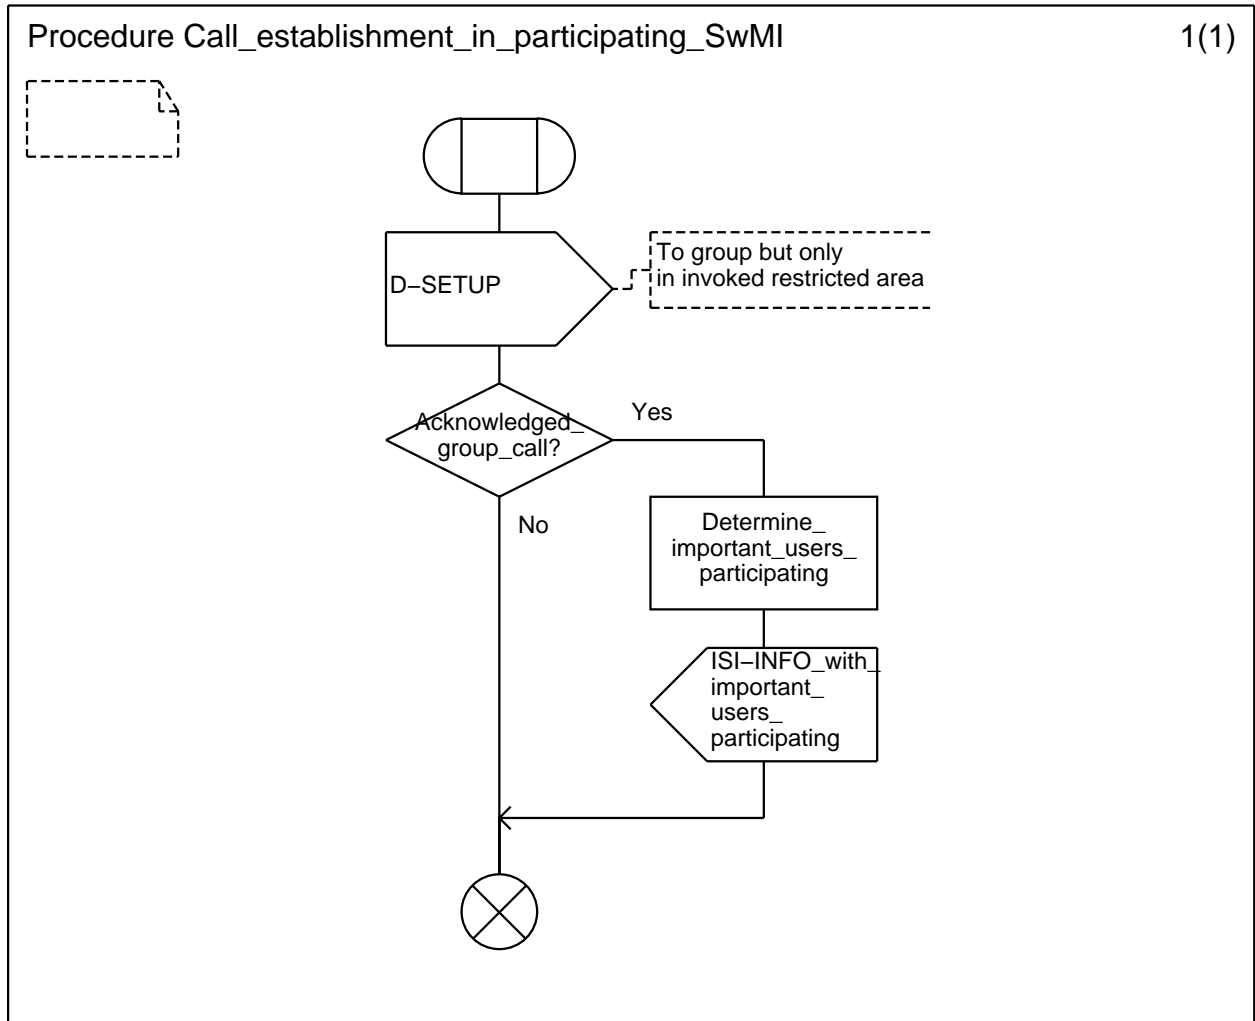 Procedure Call_establishment_in_participating_SwMI
1(1)
To group but only
in invoked restricted area
D−SETUP
Acknowledged_
group_call?
Yes
No
Determine_
important_users_
participating
ISI−INFO_with_
important_
users_
participating